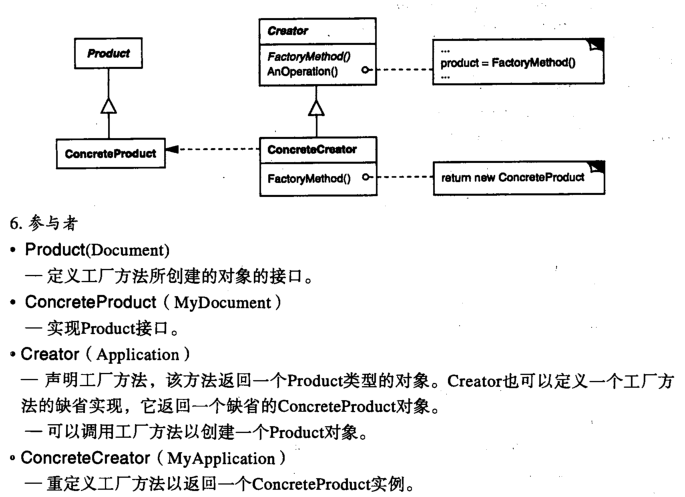 Product
Creator
FactoryMethod()
AnOperation()
...
product = FactoryMethod()
...
ConcreteProduct
ConcreteCreator
FactoryMethod()
return new ConcreteProduct
6. 参与者
• Product(Document)
— 定义工厂方法所创建的对象的接口。
• ConcreteProduct（MyDocument）
— 实现Product接口。
• Creator（Application）
— 声明工厂方法，该方法返回一个Product类型的对象。Creator也可以定义一个工厂方
法的缺省实现，它返回一个缺省的ConcreteProduct对象。
— 可以调用工厂方法以创建一个Product对象。
• ConcreteCreator（MyApplication）
— 重定义工厂方法以返回一个ConcreteProduct实例。